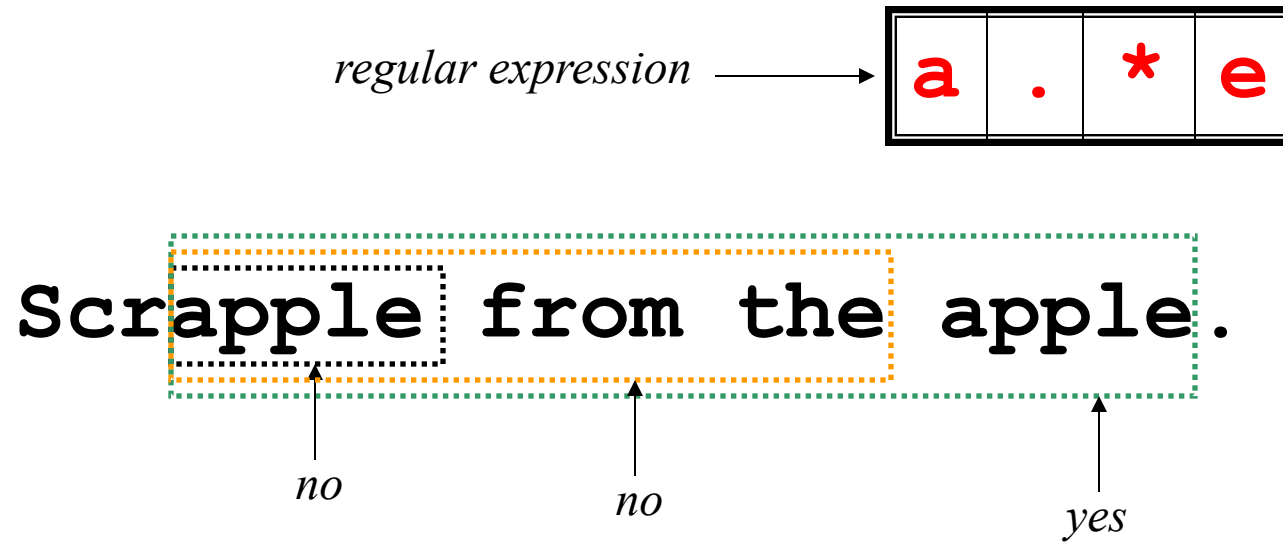 regular expression
a . * e
Scrapple from the apple.
no
no
yes